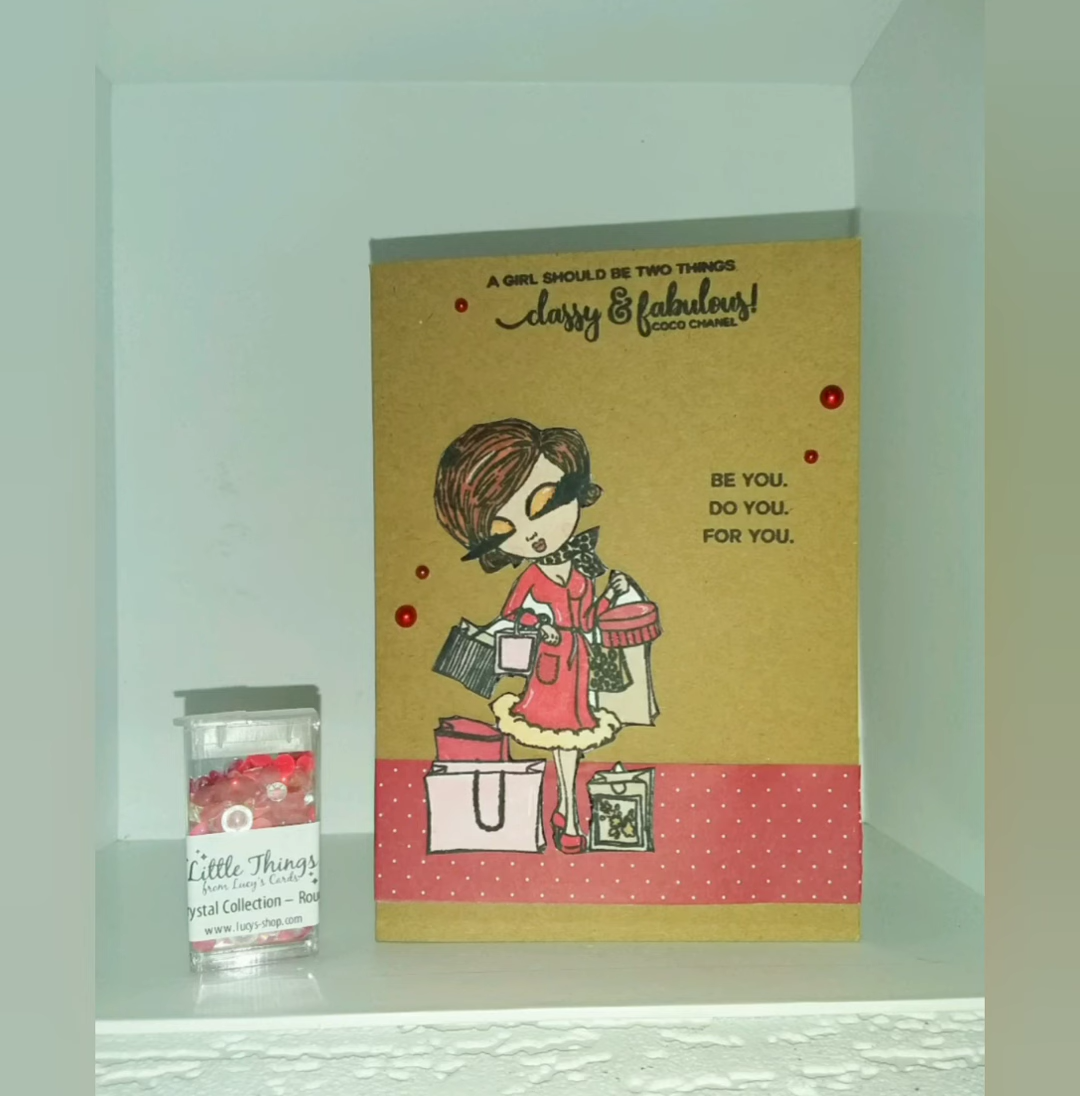 A GIRL SHOULD BE TWO THINGS
classy & fabulous!
COCO CHANEL
BE YOU.
DO YOU.
FOR YOU.
Little Things
from Lucy's Cards
rystal Collection – Rou
www.lucys-shop.com